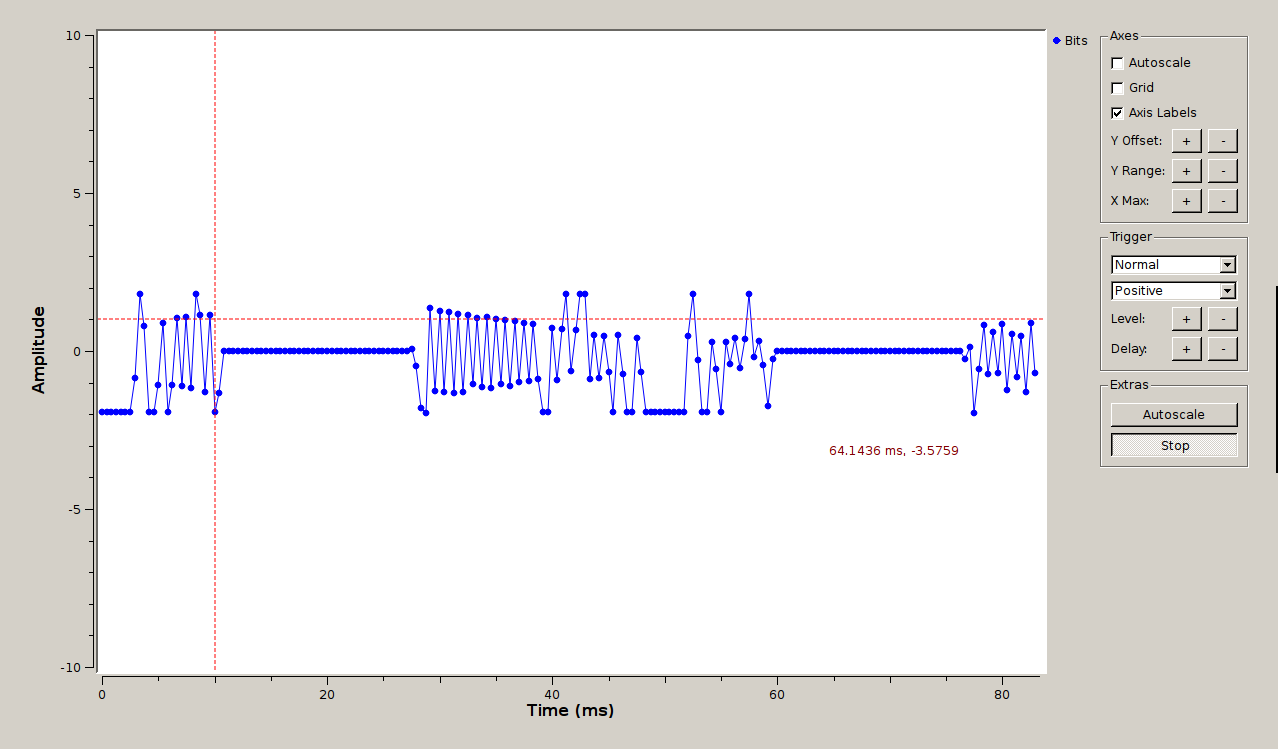 10
5
0
-5
-10
Amplitude
0
20
40
60
80
Time (ms)
64.1436 ms, -3.5759
Bits
Axes
Autoscale
Grid
Axis Labels
Y Offset: + -
Y Range: + -
X Max: + -
Trigger
Normal
Positive
Level: + -
Delay: + -
Extras
Autoscale
Stop